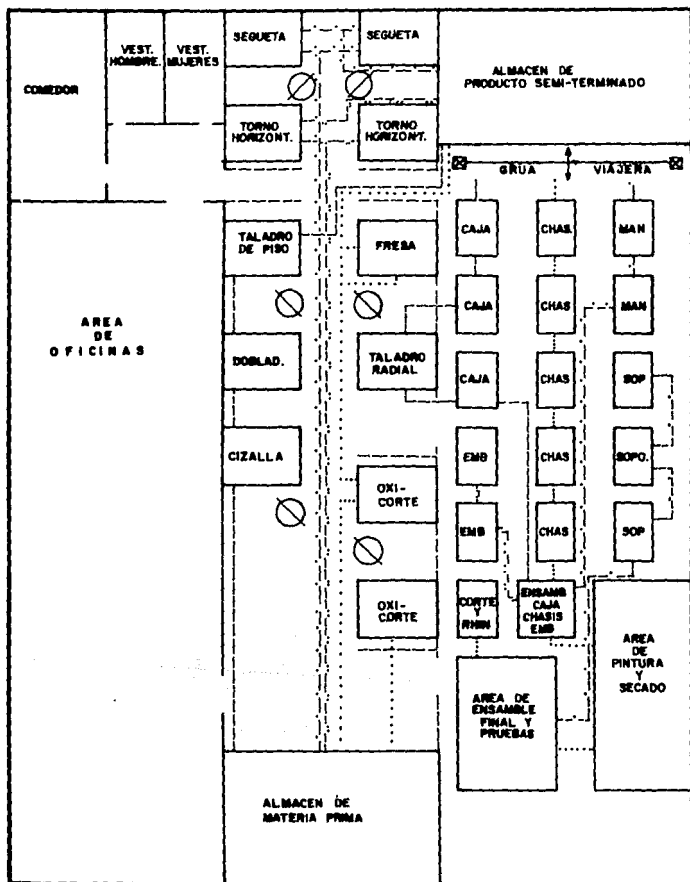 COMEDOR
VEST.
HOMBRE.
VEST.
MUJERES
SEGUETA
SEGUETA
ALMACEN DE
PRODUCTO SEMI-TERMINADO
TORNO
HORIZONT.
TORNO
HORIZONT.
GRUA VIAJERA
TALADRO
DE PISO
FRESA
CAJA
CHAS.
MAN
AREA
DE
OFICINAS
DOBLAD.
TALADRO
RADIAL
CAJA
CHAS.
MAN
CAJA
CHAS
SOP
CIZALLA
EMB
CHAS
SOPO.
OXI-
CORTE
EMB
CHAS
SOP
OXI-
CORTE
CORTE
Y
RHIN
ENSAMB
CAJA
CHASIS
EMB
AREA
DE
PINTURA
Y
SECADO
AREA DE
ENSAMBLE
FINAL Y
PRUEBAS
ALMACEN DE
MATERIA PRIMA